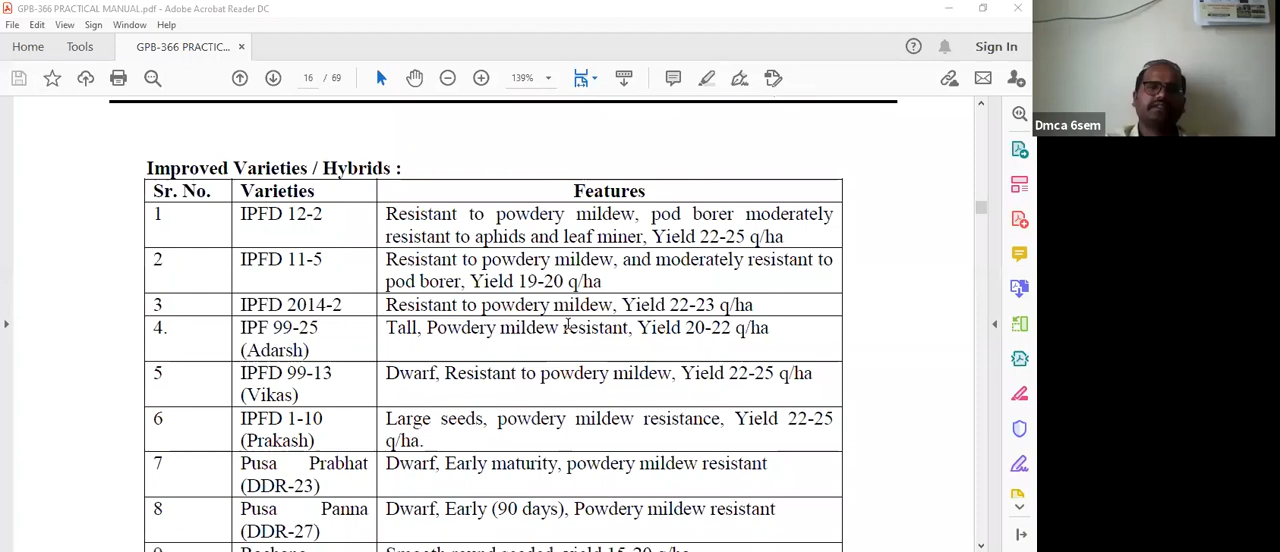 GPB-366 PRACTICAL MANUAL.pdf - Adobe Acrobat Reader DC
File Edit View Sign Window Help
Home Tools GPB-366 PRACTIC... × Sign In
16 / 69 139%
Improved Varieties / Hybrids :
Sr. No. Varieties Features
1 IPFD 12-2 Resistant to powdery mildew, pod borer moderately
resistant to aphids and leaf miner, Yield 22-25 q/ha
2 IPFD 11-5 Resistant to powdery mildew, and moderately resistant to
pod borer, Yield 19-20 q/ha
3 IPFD 2014-2 Resistant to powdery mildew, Yield 22-23 q/ha
4. IPF 99-25 Tall, Powdery mildew resistant, Yield 20-22 q/ha
(Adarsh)
5 IPFD 99-13 Dwarf, Resistant to powdery mildew, Yield 22-25 q/ha
(Vikas)
6 IPFD 1-10 Large seeds, powdery mildew resistance, Yield 22-25
(Prakash) q/ha.
7 Pusa Prabhat Dwarf, Early maturity, powdery mildew resistant
(DDR-23)
8 Pusa Panna Dwarf, Early (90 days), Powdery mildew resistant
(DDR-27)
Dmca 6sem